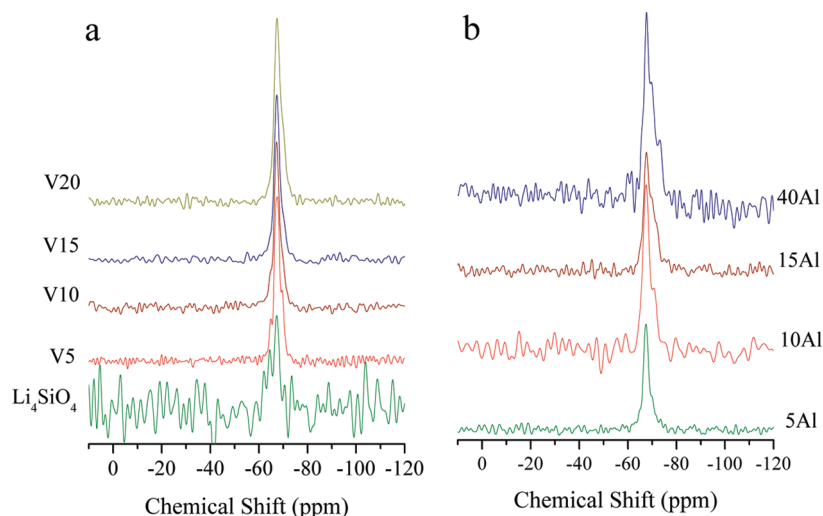 a
V20
V15
V10
V5
Li₄SiO₄
0 -20 -40 -60 -80 -100 -120
Chemical Shift (ppm)
b
40Al
15Al
10Al
5Al
0 -20 -40 -60 -80 -100 -120
Chemical Shift (ppm)